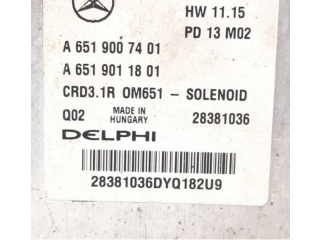 HW 11.15
PD 13 M02
A 651 900 74 01
A 651 901 18 01
CRD3.1R OM651 - SOLENOID
Q02 MADE IN HUNGARY 28381036
DELPHI
28381036DYQ182U9